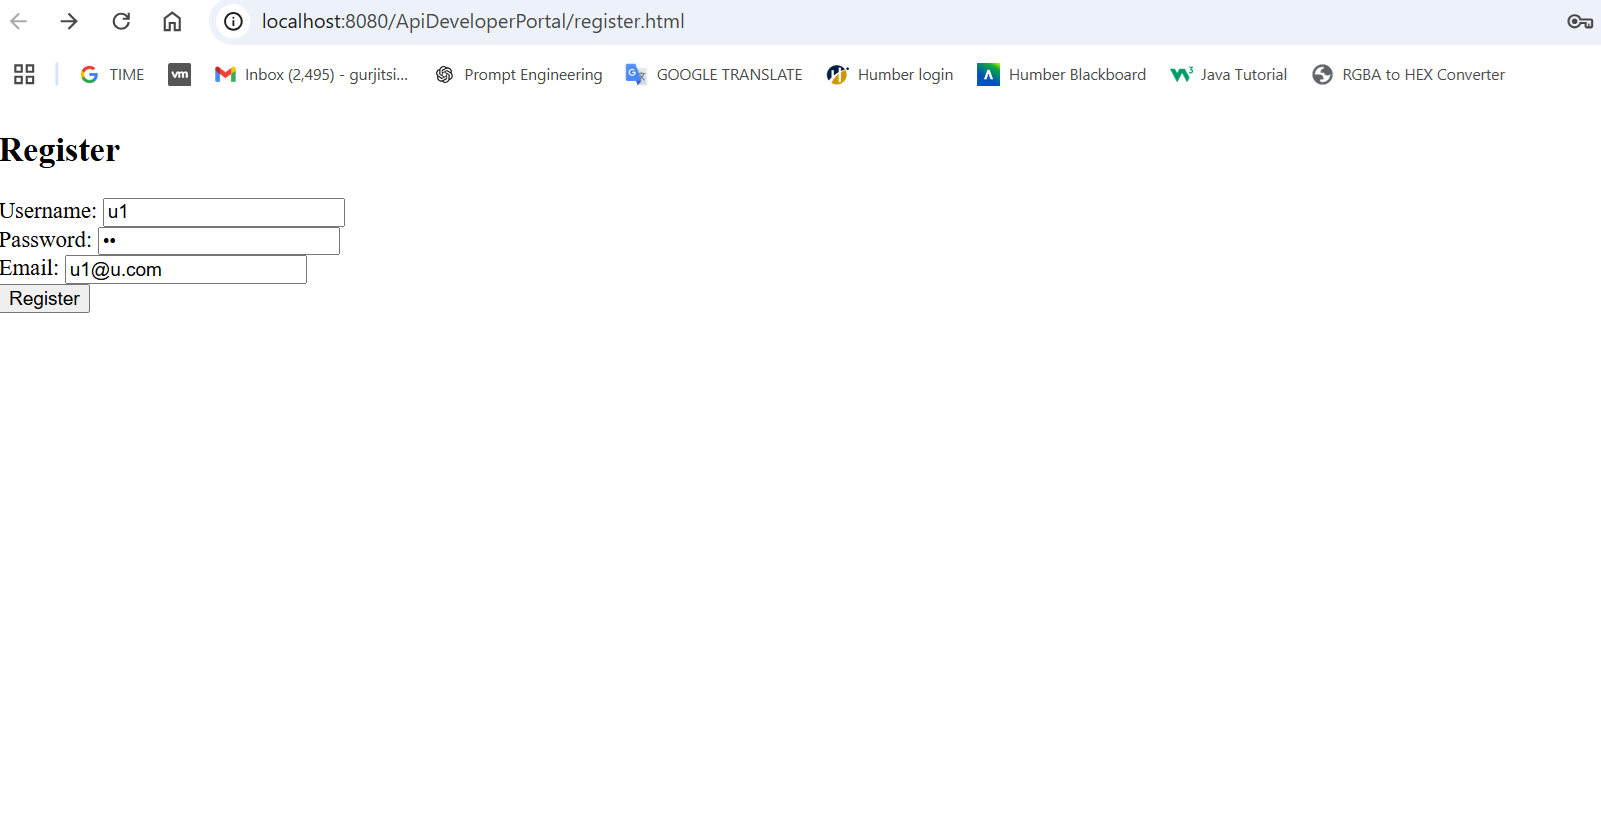 localhost:8080/ApiDeveloperPortal/register.html
TIME vm Inbox (2,495) - gurjitsi... Prompt Engineering GOOGLE TRANSLATE Humber login Humber Blackboard Java Tutorial RGBA to HEX Converter
Register
Username: u1
Password: ••
Email: u1@u.com
Register